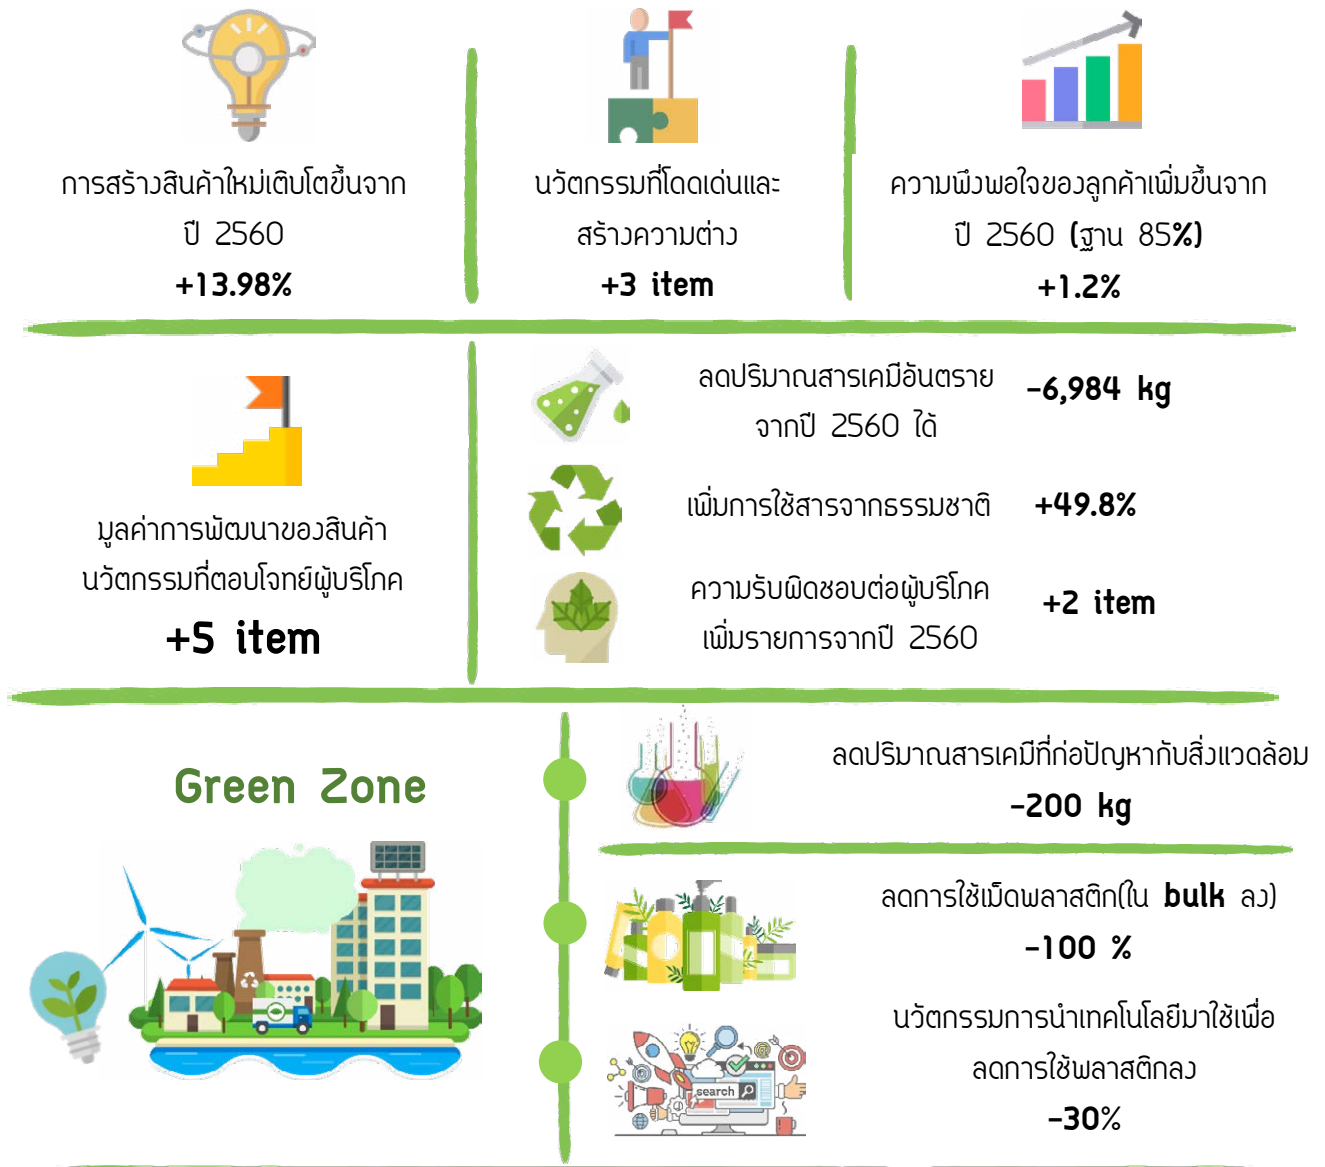 การสร้างสินค้าใหม่เติบโตขึ้นจาก
ปี 2560
+13.98%
นวัตกรรมที่โดดเด่นและ
สร้างความต่าง
+3 item
ความพึงพอใจของลูกค้าเพิ่มขึ้นจาก
ปี 2560 (ฐาน 85%)
+1.2%
มูลค่าการพัฒนาของสินค้า
นวัตกรรมที่ตอบโจทย์ผู้บริโภค
+5 item
ลดปริมาณสารเคมีอันตราย
จากปี 2560 ได้
-6,984 kg
เพิ่มการใช้สารจากธรรมชาติ
+49.8%
ความรับผิดชอบต่อผู้บริโภค
เพิ่มรายการจากปี 2560
+2 item
Green Zone
ลดปริมาณสารเคมีที่ก่อปัญหากับสิ่งแวดล้อม
-200 kg
ลดการใช้เม็ดพลาสติก(ใน bulk ลง)
-100 %
นวัตกรรมการนำเทคโนโลยีมาใช้เพื่อ
ลดการใช้พลาสติกลง
-30%
search